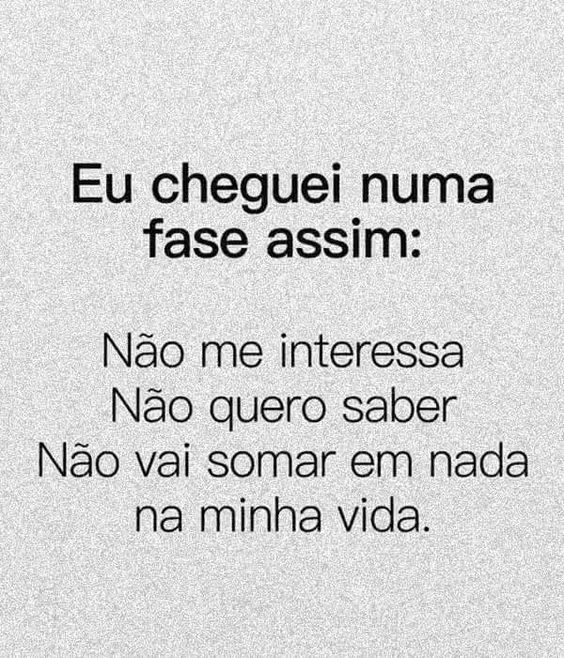 Eu cheguei numa
fase assim:
Não me interessa
Não quero saber
Não vai somar em nada
na minha vida.